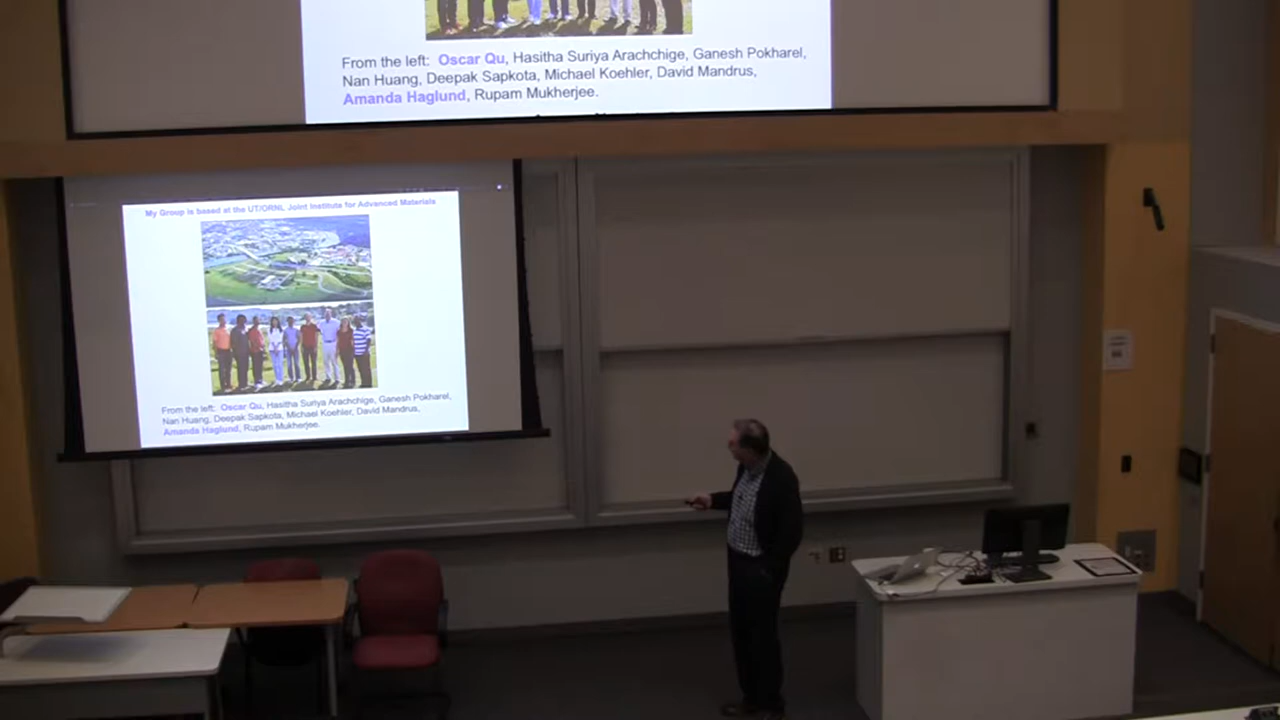 From the left: Oscar Qu, Hasitha Suriya Arachchige, Ganesh Pokharel,
Nan Huang, Deepak Sapkota, Michael Koehler, David Mandrus,
Amanda Haglund, Rupam Mukherjee.
My Group is based at the UT/ORNL Joint Institute for Advanced Materials
From the left: Oscar Qu, Hasitha Suriya Arachchige, Ganesh Pokharel,
Nan Huang, Deepak Sapkota, Michael Koehler, David Mandrus,
Amanda Haglund, Rupam Mukherjee.